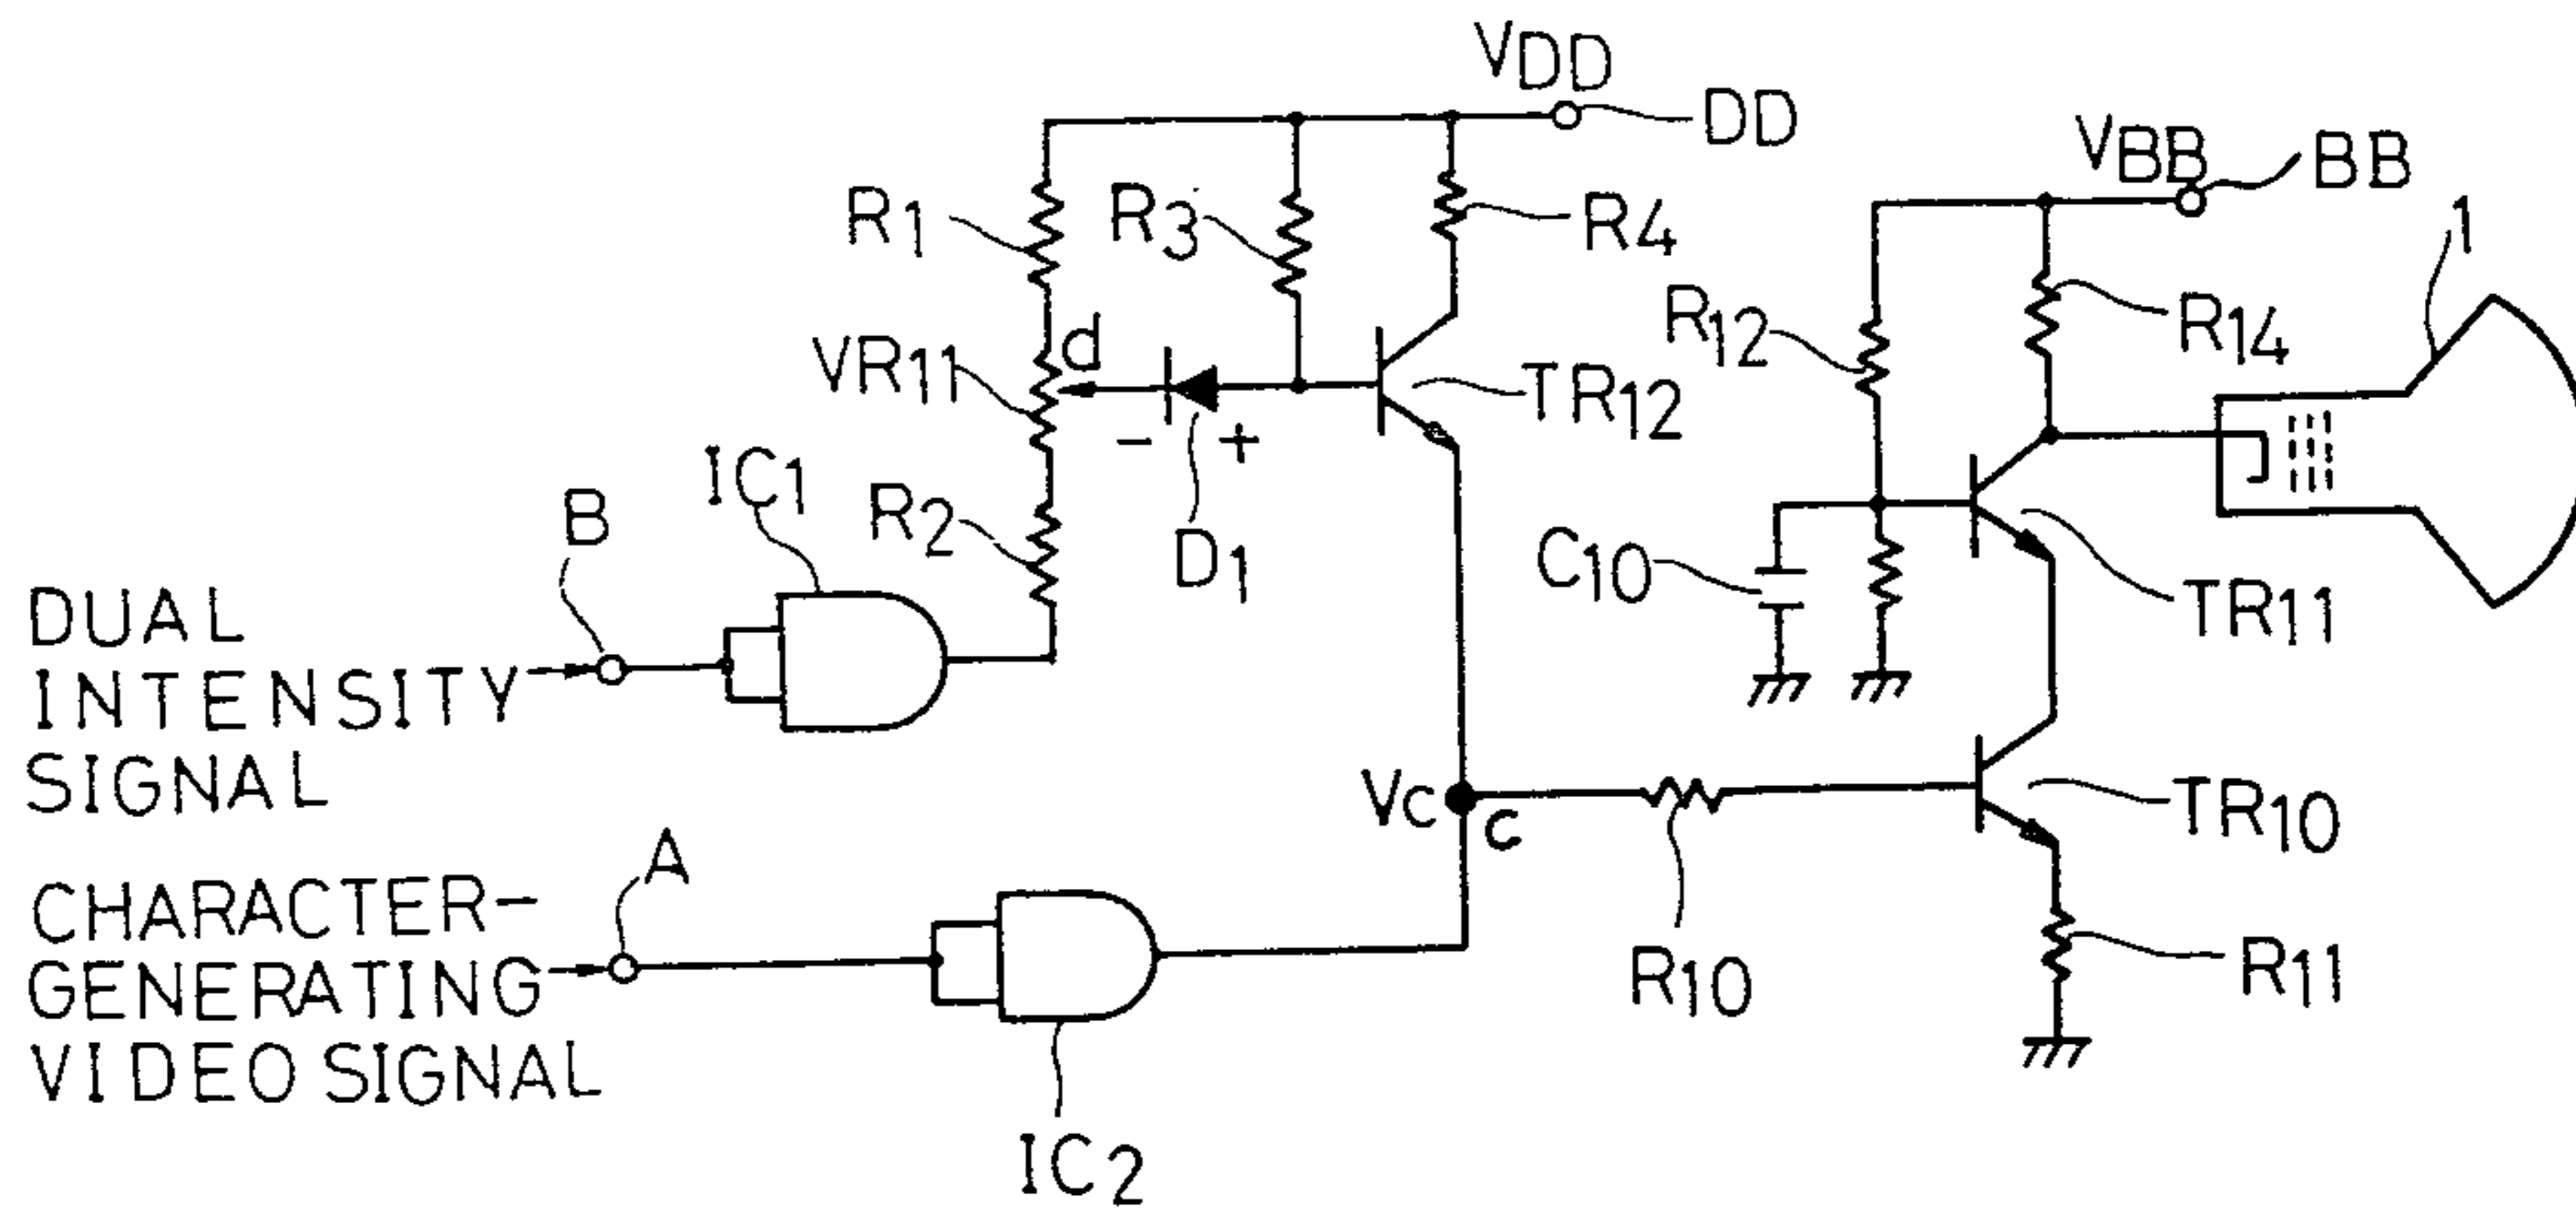 VDD
DD
VBB
BB
1
R1
R3
R4
R12
R14
VR11
d
TR12
- +
IC1
B
R2
D1
C10
TR11
DUAL
INTENSITY
SIGNAL
VC
C
TR10
A
CHARACTER-
GENERATING
VIDEO SIGNAL
R10
R11
IC2